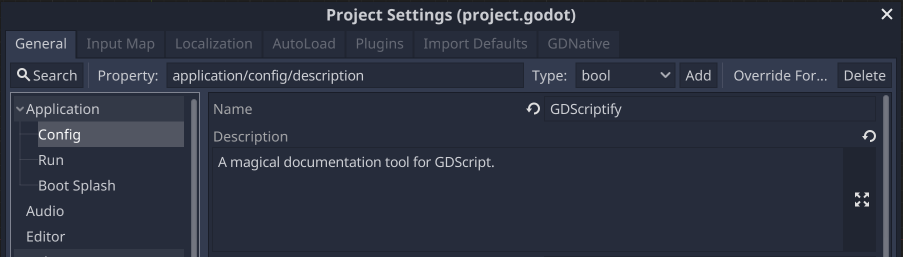 Project Settings (project.godot)
General Input Map Localization AutoLoad Plugins Import Defaults GDNative
Search Property: application/config/description Type: bool Add Override For... Delete
Application
Config
Run
Boot Splash
Audio
Editor
Name GDScriptify
Description
A magical documentation tool for GDScript.